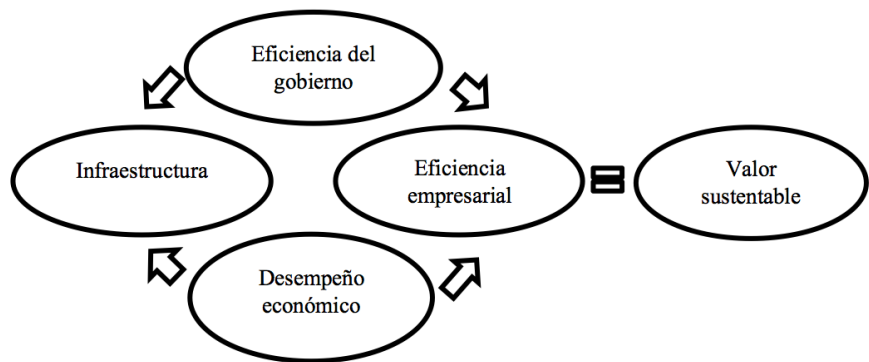 Eficiencia del
gobierno
Infraestructura
Eficiencia
empresarial
Valor
sustentable
Desempeño
económico